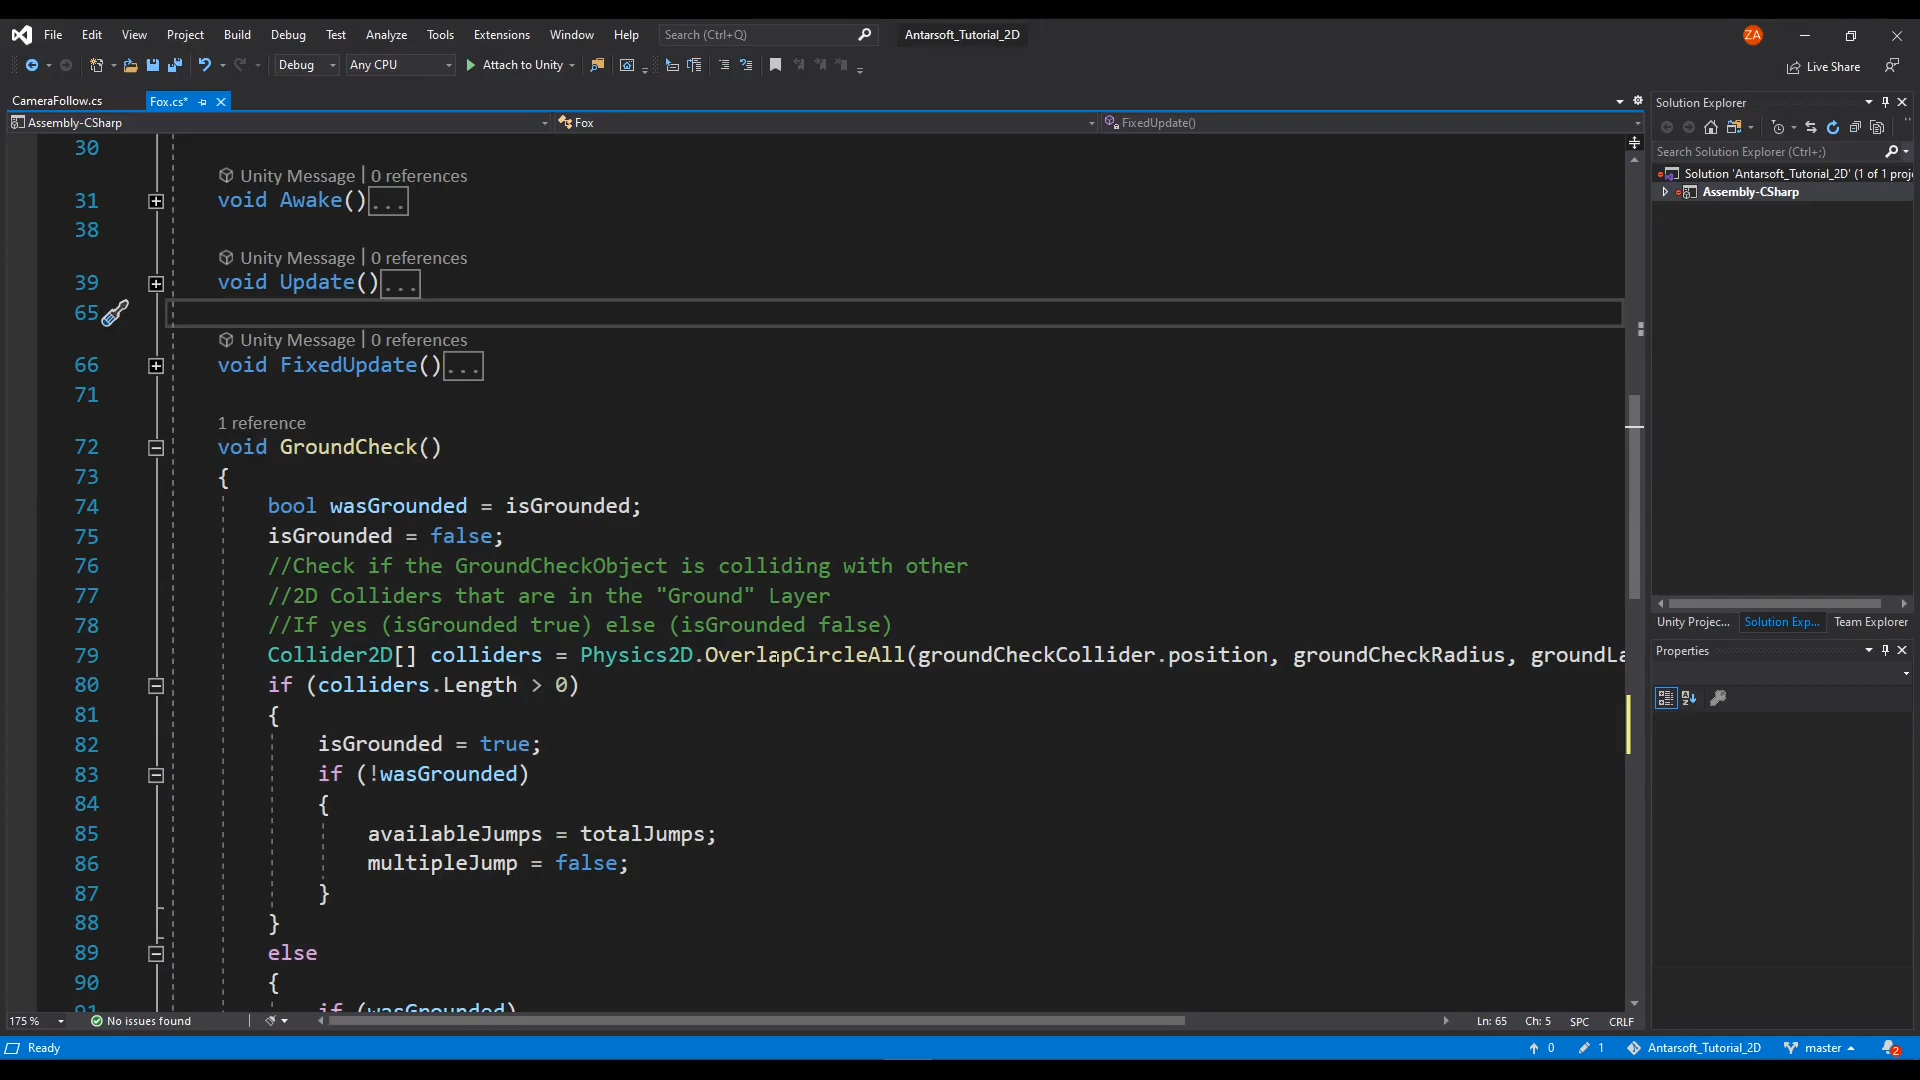 File Edit View Project Build Debug Test Analyze Tools Extensions Window Help Search (Ctrl+Q) Antarsoft_Tutorial_2D ZA
Debug Any CPU Attach to Unity Live Share
CameraFollow.cs Fox.cs*
Assembly-CSharp Fox FixedUpdate()
30
Unity Message | 0 references
31 void Awake()...
38
Unity Message | 0 references
39 void Update()...
65
Unity Message | 0 references
66 void FixedUpdate()...
71
1 reference
72 void GroundCheck()
73 {
74 bool wasGrounded = isGrounded;
75 isGrounded = false;
76 //Check if the GroundCheckObject is colliding with other
77 //2D Colliders that are in the "Ground" Layer
78 //If yes (isGrounded true) else (isGrounded false)
79 Collider2D[] colliders = Physics2D.OverlapCircleAll(groundCheckCollider.position, groundCheckRadius, groundLa
80 if (colliders.Length > 0)
81 {
82 isGrounded = true;
83 if (!wasGrounded)
84 {
85 availableJumps = totalJumps;
86 multipleJump = false;
87 }
88 }
89 else
90 {
91 if (wasGrounded)
175 % No issues found Ln: 65 Ch: 5 SPC CRLF
Solution Explorer
Search Solution Explorer (Ctrl+;)
Solution 'Antarsoft_Tutorial_2D' (1 of 1 proj
Assembly-CSharp
Unity Projec... Solution Exp... Team Explorer
Properties
Ready 0 1 Antarsoft_Tutorial_2D master 2